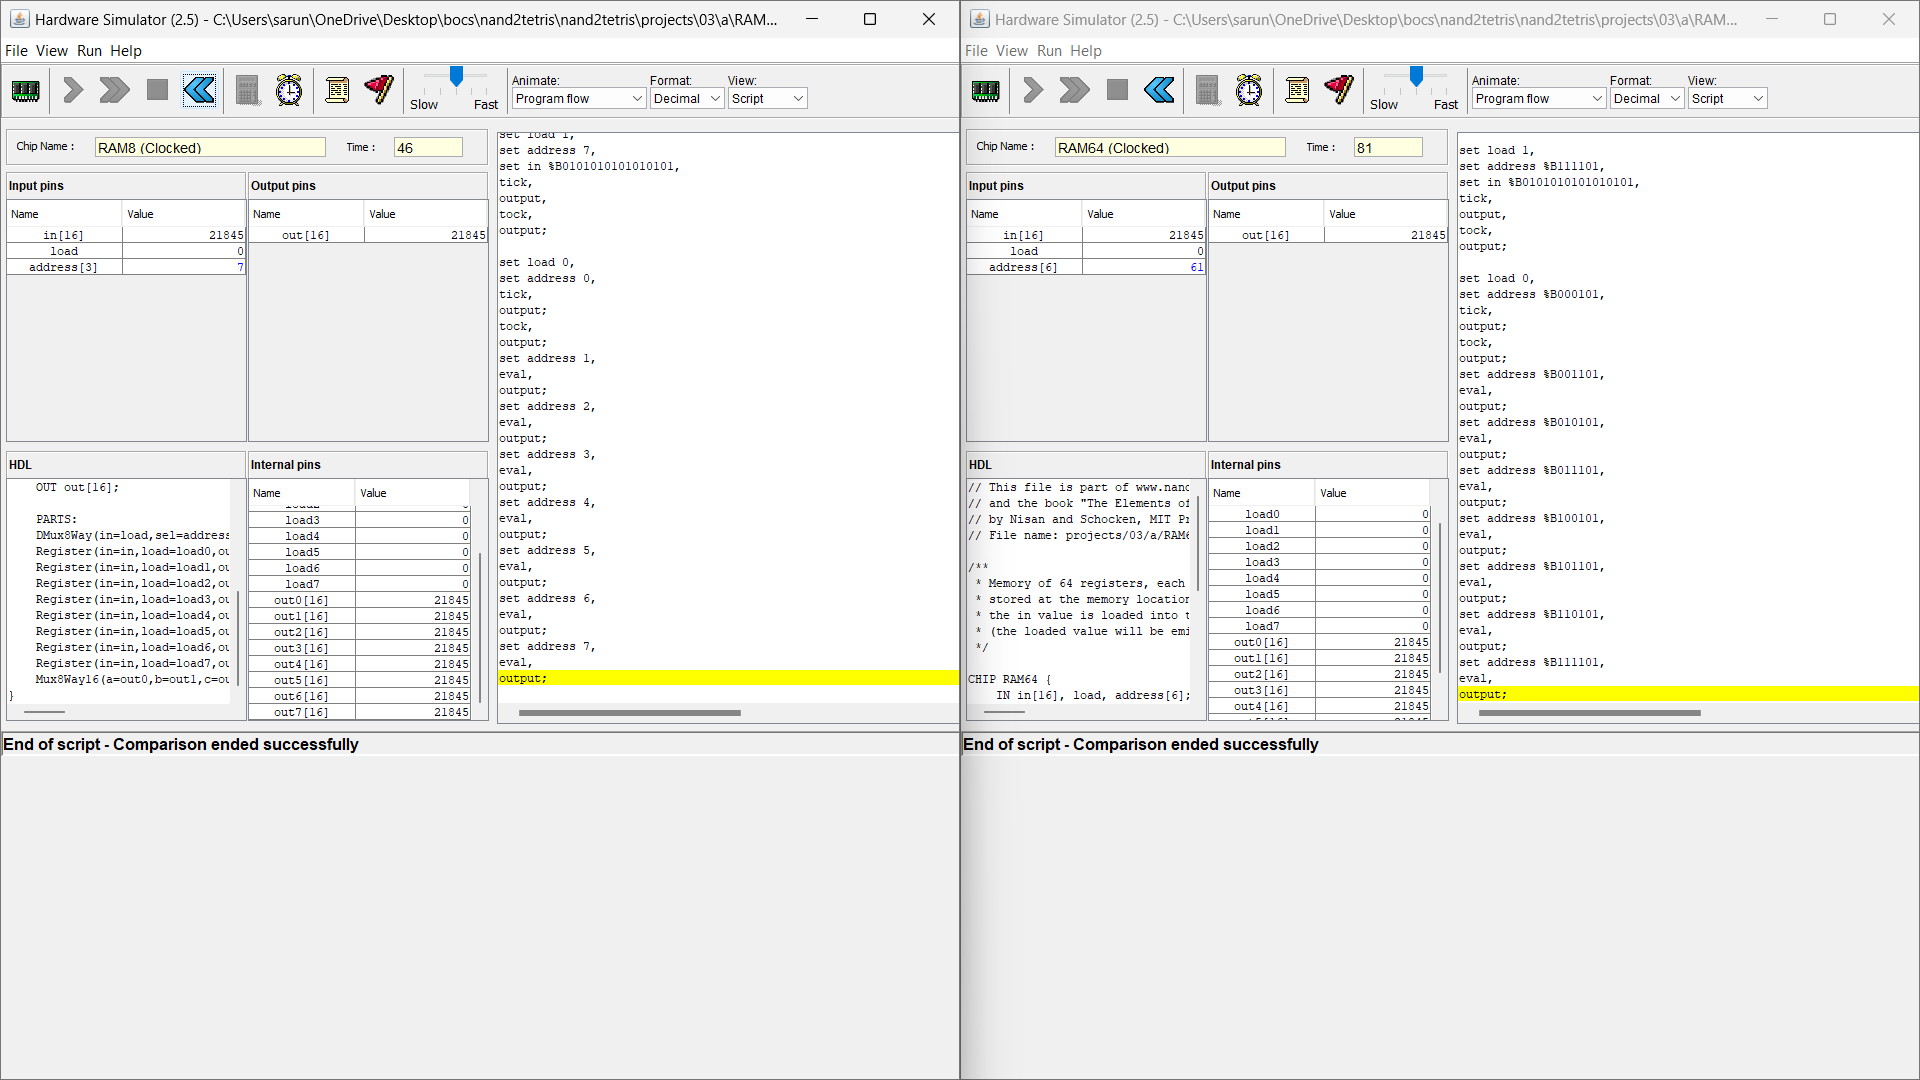 Hardware Simulator (2.5) - C:\Users\sarun\OneDrive\Desktop\bocs\nand2tetris\nand2tetris\projects\03\a\RAM...
File View Run Help
Slow Fast
Animate:
Program flow
Format:
Decimal
View:
Script
Chip Name :
RAM8 (Clocked)
Time :
46
Input pins
Name Value
in[16] 21845
load 0
address[3] 7
Output pins
Name Value
out[16] 21845
HDL
OUT out[16];
PARTS:
DMux8Way(in=load,sel=address
Register(in=in,load=load0,ou
Register(in=in,load=load1,ou
Register(in=in,load=load2,ou
Register(in=in,load=load3,ou
Register(in=in,load=load4,ou
Register(in=in,load=load5,ou
Register(in=in,load=load6,ou
Register(in=in,load=load7,ou
Mux8Way16(a=out0,b=out1,c=ou
}
Internal pins
Name Value
load3 0
load4 0
load5 0
load6 0
load7 0
out0[16] 21845
out1[16] 21845
out2[16] 21845
out3[16] 21845
out4[16] 21845
out5[16] 21845
out6[16] 21845
out7[16] 21845
set load 1,
set address 7,
set in %B0101010101010101,
tick,
output,
tock,
output;
set load 0,
set address 0,
tick,
output;
tock,
output;
set address 1,
eval,
output;
set address 2,
eval,
output;
set address 3,
eval,
output;
set address 4,
eval,
output;
set address 5,
eval,
output;
set address 6,
eval,
output;
set address 7,
eval,
output;
End of script - Comparison ended successfully
Hardware Simulator (2.5) - C:\Users\sarun\OneDrive\Desktop\bocs\nand2tetris\nand2tetris\projects\03\a\RAM...
File View Run Help
Slow Fast
Animate:
Program flow
Format:
Decimal
View:
Script
Chip Name :
RAM64 (Clocked)
Time :
81
Input pins
Name Value
in[16] 21845
load 0
address[6] 61
Output pins
Name Value
out[16] 21845
HDL
// This file is part of www.nand
// and the book "The Elements of
// by Nisan and Schocken, MIT Pr
// File name: projects/03/a/RAM6
/**
* Memory of 64 registers, each
* stored at the memory location
* the in value is loaded into t
* (the loaded value will be emi
*/
CHIP RAM64 {
IN in[16], load, address[6];
Internal pins
Name Value
load0 0
load1 0
load2 0
load3 0
load4 0
load5 0
load6 0
load7 0
out0[16] 21845
out1[16] 21845
out2[16] 21845
out3[16] 21845
out4[16] 21845
set load 1,
set address %B111101,
set in %B0101010101010101,
tick,
output,
tock,
output;
set load 0,
set address %B000101,
tick,
output;
tock,
output;
set address %B001101,
eval,
output;
set address %B010101,
eval,
output;
set address %B011101,
eval,
output;
set address %B100101,
eval,
output;
set address %B101101,
eval,
output;
set address %B110101,
eval,
output;
set address %B111101,
eval,
output;
End of script - Comparison ended successfully